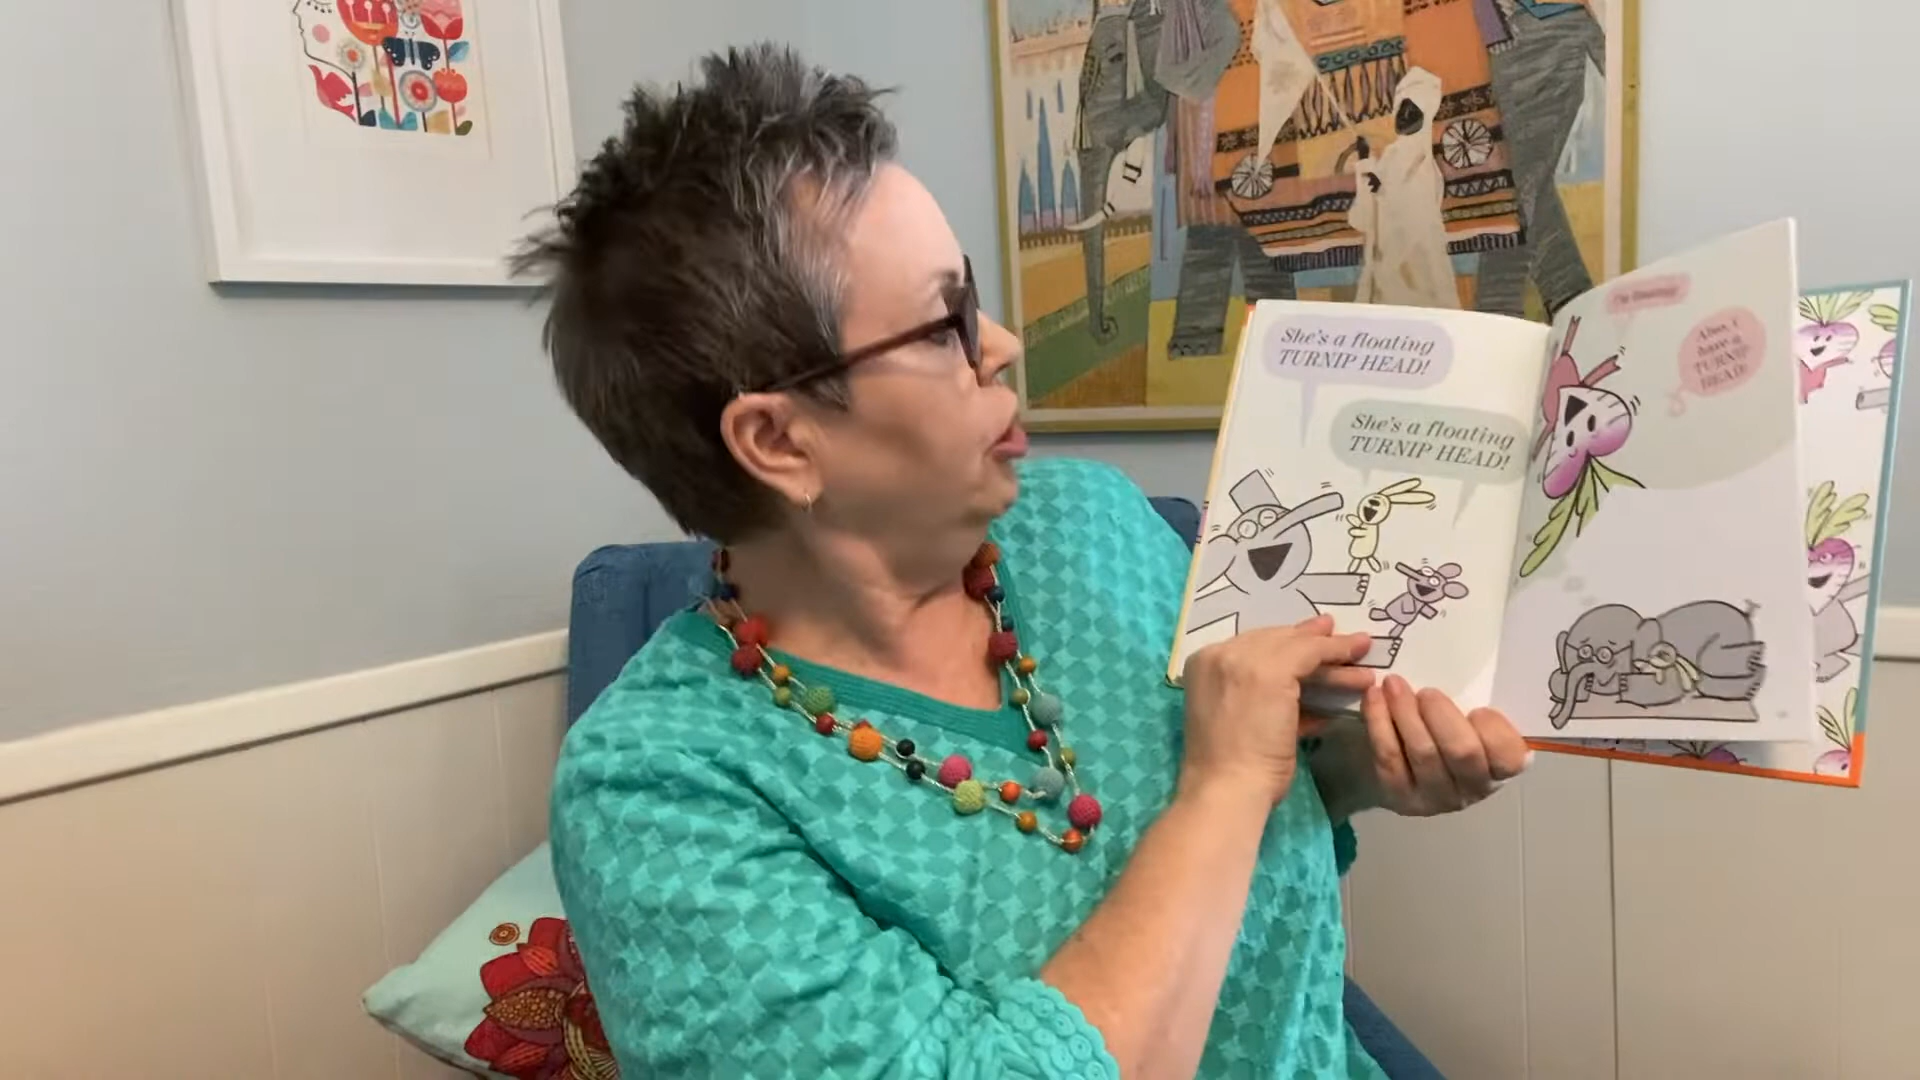 She's a floating
TURNIP HEAD!
She's a floating
TURNIP HEAD!
I'm floating!
Also, I
have a
TURNIP
HEAD!